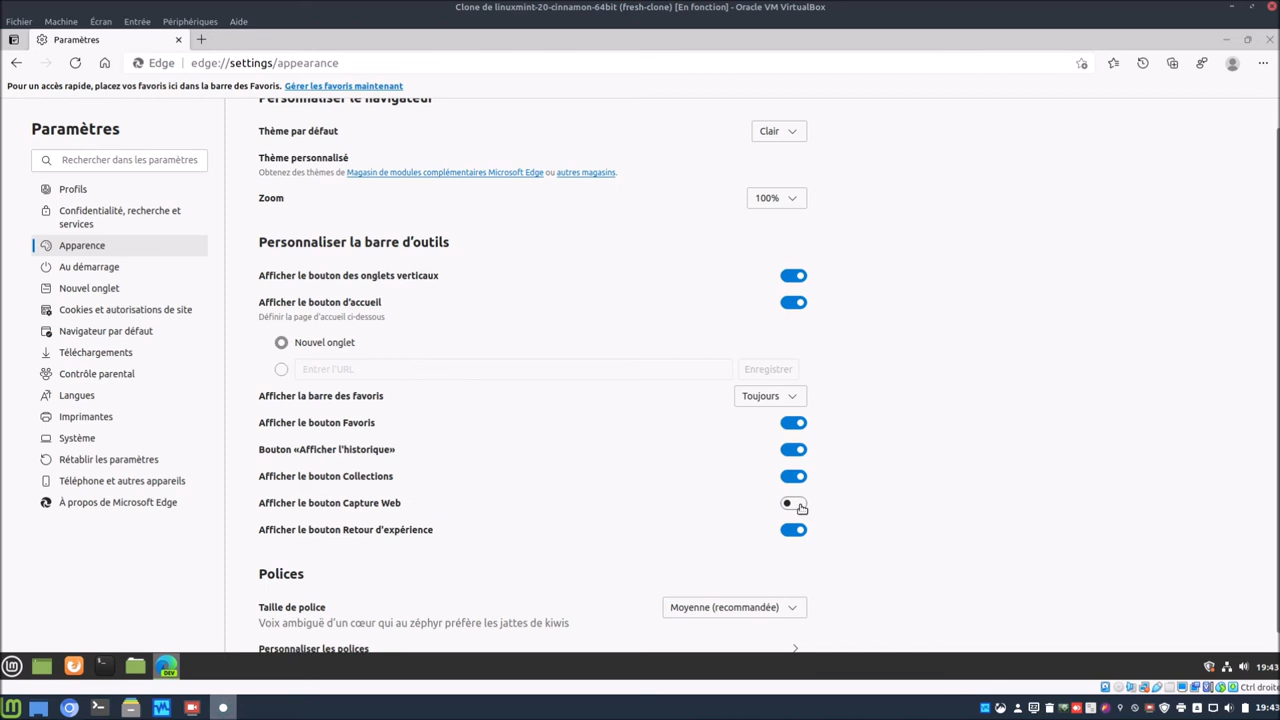 Clone de linuxmint-20-cinnamon-64bit (fresh-clone) [En fonction] - Oracle VM VirtualBox
Fichier Machine Écran Entrée Périphériques Aide
Paramètres
Edge edge://settings/appearance
Pour un accès rapide, placez vos favoris ici dans la barre des Favoris. Gérer les favoris maintenant
Paramètres
Rechercher dans les paramètres
Profils
Confidentialité, recherche et
services
Apparence
Au démarrage
Nouvel onglet
Cookies et autorisations de site
Navigateur par défaut
Téléchargements
Contrôle parental
Langues
Imprimantes
Système
Rétablir les paramètres
Téléphone et autres appareils
À propos de Microsoft Edge
Personnaliser le navigateur
Thème par défaut
Clair
Thème personnalisé
Obtenez des thèmes de Magasin de modules complémentaires Microsoft Edge ou autres magasins.
Zoom
100%
Personnaliser la barre d’outils
Afficher le bouton des onglets verticaux
Afficher le bouton d’accueil
Définir la page d’accueil ci-dessous
Nouvel onglet
Entrer l’URL
Enregistrer
Afficher la barre des favoris
Toujours
Afficher le bouton Favoris
Bouton «Afficher l'historique»
Afficher le bouton Collections
Afficher le bouton Capture Web
Afficher le bouton Retour d'expérience
Polices
Taille de police
Moyenne (recommandée)
Voix ambiguë d’un cœur qui au zéphyr préfère les jattes de kiwis
Personnaliser les polices
DEV
19:43
Ctrl droite
19:43